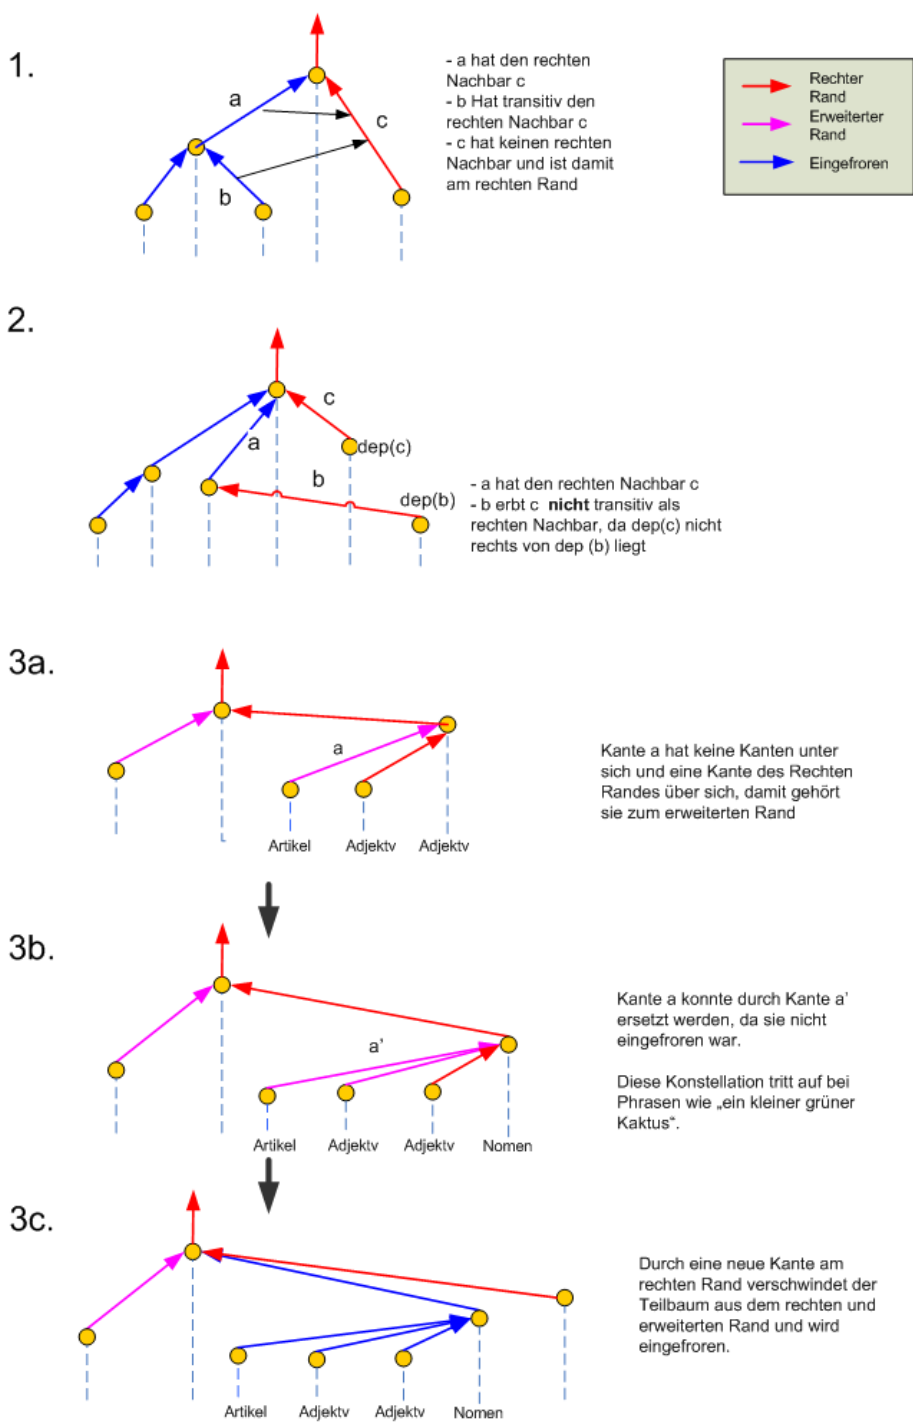 1.
a
b
c
- a hat den rechten
Nachbar c
- b Hat transitiv den
rechten Nachbar c
- c hat keinen rechten
Nachbar und ist damit
am rechten Rand
Rechter
Rand
Erweiterter
Rand
Eingefroren
2.
c
a
dep(c)
b
dep(b)
- a hat den rechten Nachbar c
- b erbt c nicht transitiv als
rechten Nachbar, da dep(c) nicht
rechts von dep (b) liegt
3a.
a
Artikel Adjektv Adjektv
Kante a hat keine Kanten unter
sich und eine Kante des Rechten
Randes über sich, damit gehört
sie zum erweiterten Rand
3b.
a'
Artikel Adjektv Adjektv Nomen
Kante a konnte durch Kante a'
ersetzt werden, da sie nicht
eingefroren war.
Diese Konstellation tritt auf bei
Phrasen wie „ein kleiner grüner
Kaktus“.
3c.
Artikel Adjektv Adjektv Nomen
Durch eine neue Kante am
rechten Rand verschwindet der
Teilbaum aus dem rechten und
erweiterten Rand und wird
eingefroren.